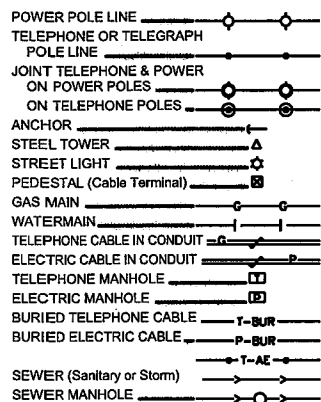 POWER POLE LINE
TELEPHONE OR TELEGRAPH
POLE LINE
JOINT TELEPHONE & POWER
ON POWER POLES
ON TELEPHONE POLES
ANCHOR
STEEL TOWER
STREET LIGHT
PEDESTAL (Cable Terminal)
GAS MAIN G G
WATERMAIN
TELEPHONE CABLE IN CONDUIT G
ELECTRIC CABLE IN CONDUIT P
TELEPHONE MANHOLE T
ELECTRIC MANHOLE P
BURIED TELEPHONE CABLE T-BUR
BURIED ELECTRIC CABLE P-BUR
T-AE
SEWER (Sanitary or Storm)
SEWER MANHOLE